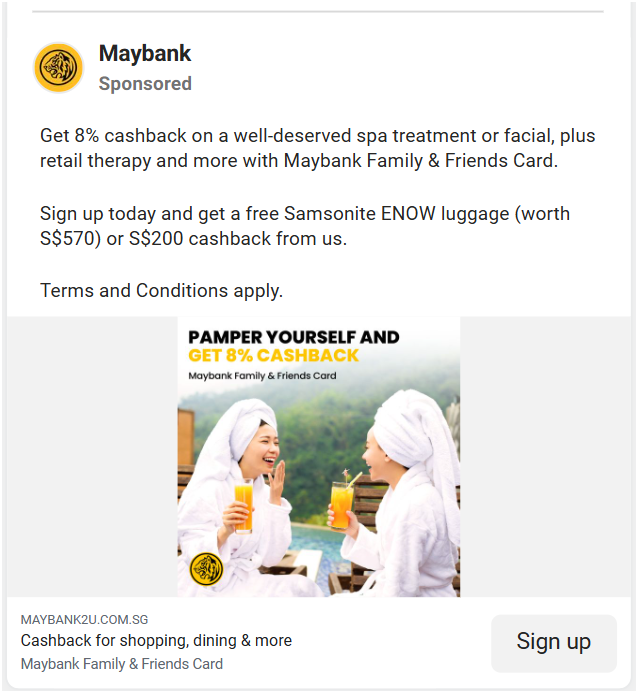 Maybank
Sponsored
Get 8% cashback on a well-deserved spa treatment or facial, plus
retail therapy and more with Maybank Family & Friends Card.
Sign up today and get a free Samsonite ENOW luggage (worth
S$570) or S$200 cashback from us.
Terms and Conditions apply.
PAMPER YOURSELF AND
GET 8% CASHBACK
Maybank Family & Friends Card
MAYBANK2U.COM.SG
Cashback for shopping, dining & more
Maybank Family & Friends Card
Sign up